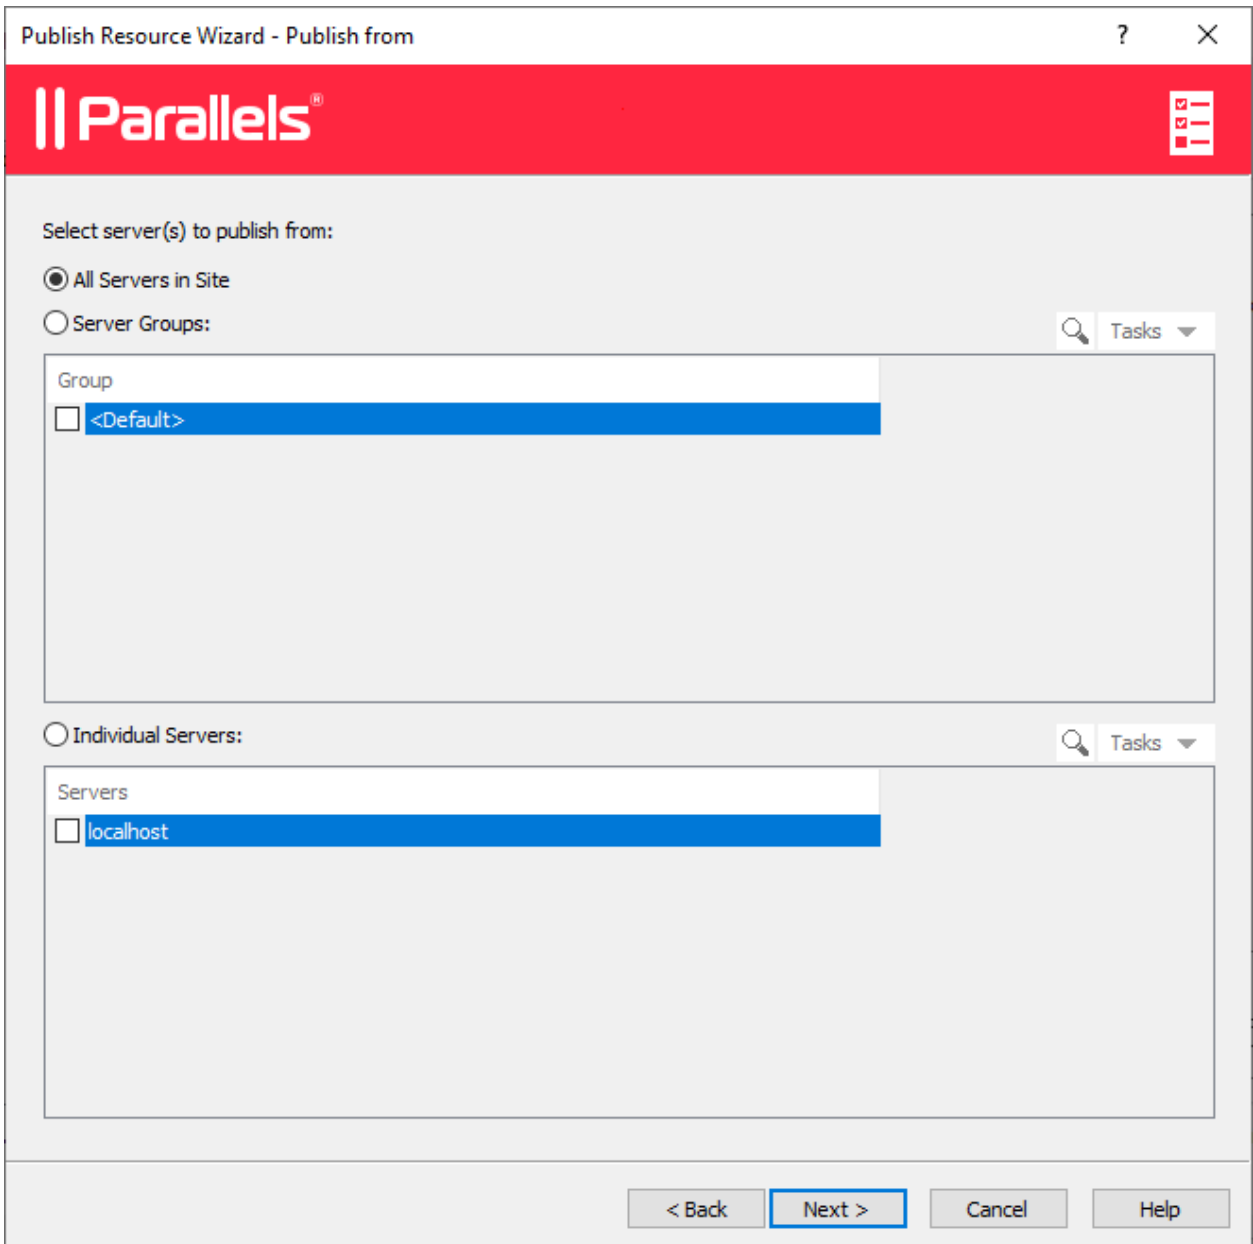 Publish Resource Wizard - Publish from ?
Parallels®
Select server(s) to publish from:
All Servers in Site
Server Groups:
Tasks
Group
<Default>
Individual Servers:
Tasks
Servers
localhost
< Back Next > Cancel Help